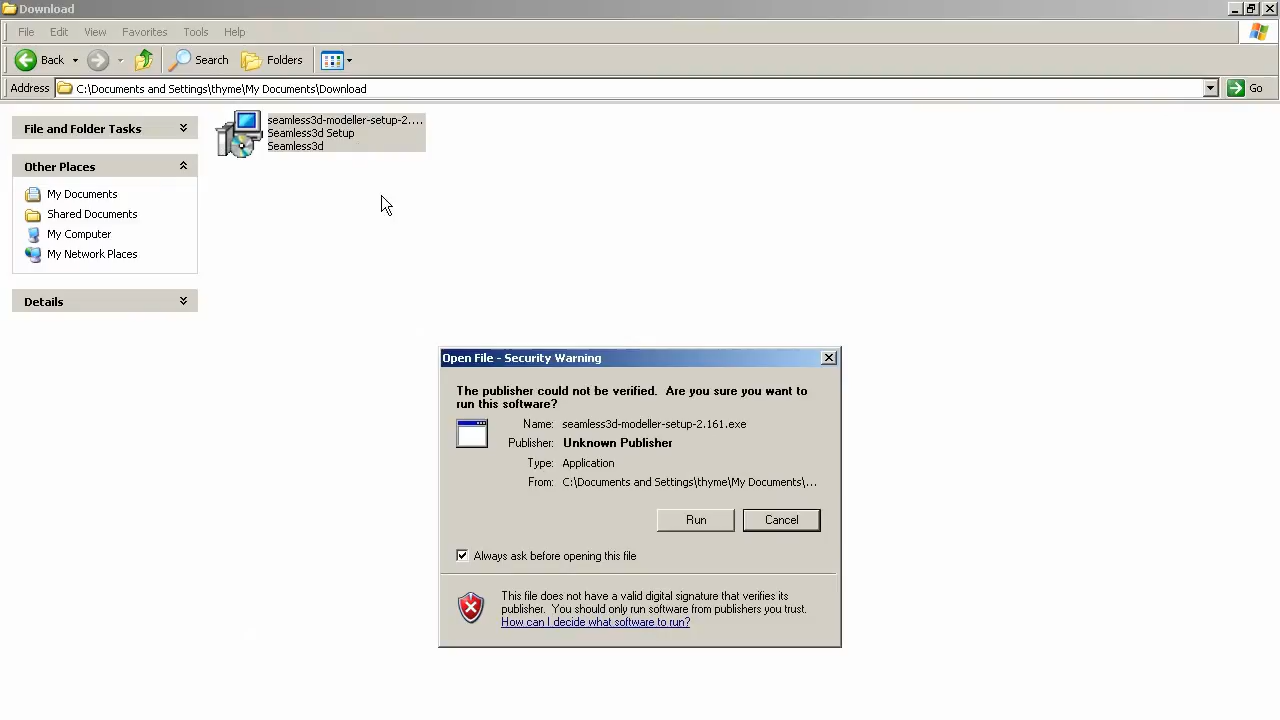 Download
File Edit View Favorites Tools Help
Back Search Folders
Address C:\Documents and Settings\thyme\My Documents\Download Go
File and Folder Tasks
Other Places
My Documents
Shared Documents
My Computer
My Network Places
Details
seamless3d-modeller-setup-2....
Seamless3d Setup
Seamless3d
Open File - Security Warning
The publisher could not be verified. Are you sure you want to
run this software?
Name: seamless3d-modeller-setup-2.161.exe
Publisher: Unknown Publisher
Type: Application
From: C:\Documents and Settings\thyme\My Documents\...
Run Cancel
Always ask before opening this file
This file does not have a valid digital signature that verifies its
publisher. You should only run software from publishers you trust.
How can I decide what software to run?